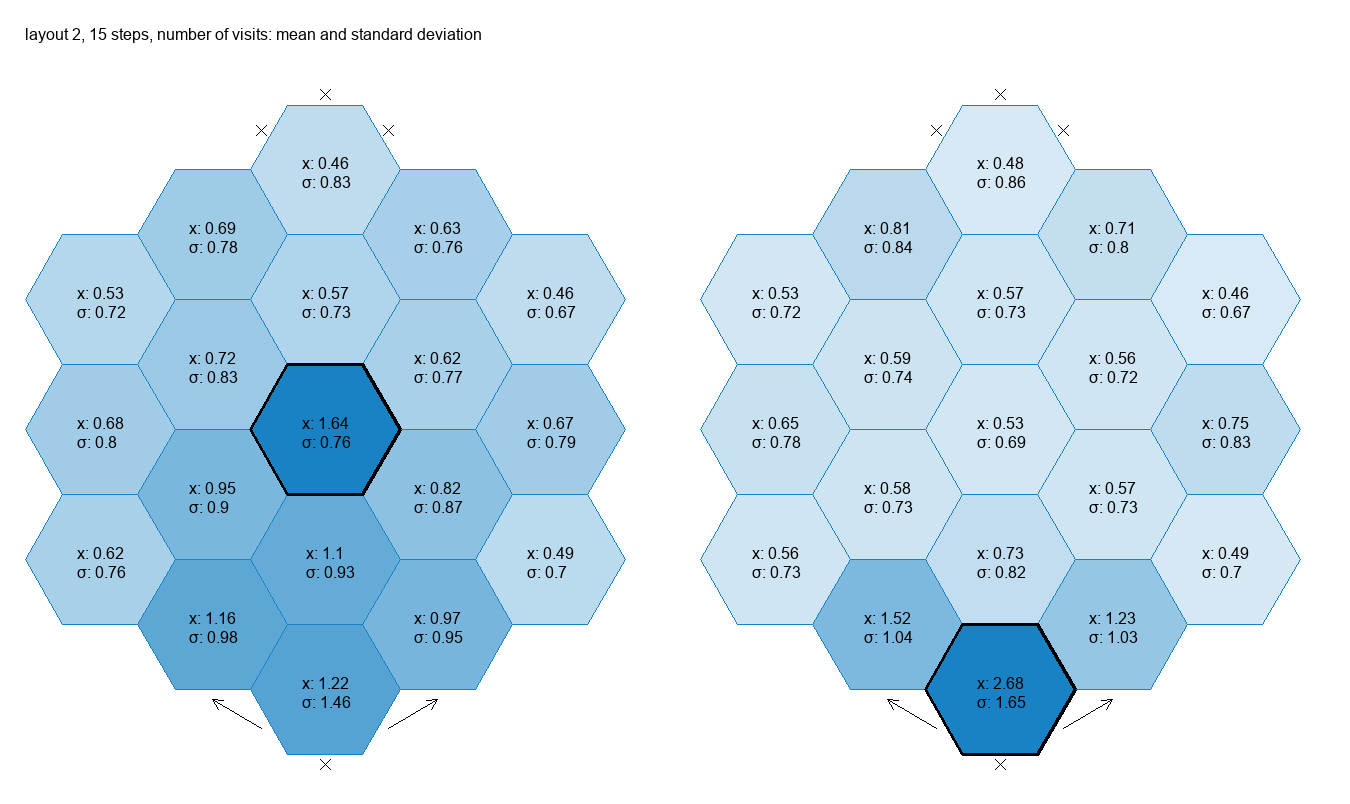 layout 2, 15 steps, number of visits: mean and standard deviation
x: 0.46
σ: 0.83
x: 0.69
σ: 0.78
x: 0.63
σ: 0.76
x: 0.53
σ: 0.72
x: 0.57
σ: 0.73
x: 0.46
σ: 0.67
x: 0.72
σ: 0.83
x: 0.62
σ: 0.77
x: 0.68
σ: 0.8
x: 1.64
σ: 0.76
x: 0.67
σ: 0.79
x: 0.95
σ: 0.9
x: 0.82
σ: 0.87
x: 0.62
σ: 0.76
x: 1.1
σ: 0.93
x: 0.49
σ: 0.7
x: 1.16
σ: 0.98
x: 0.97
σ: 0.95
x: 1.22
σ: 1.46
x: 0.48
σ: 0.86
x: 0.81
σ: 0.84
x: 0.71
σ: 0.8
x: 0.53
σ: 0.72
x: 0.57
σ: 0.73
x: 0.46
σ: 0.67
x: 0.59
σ: 0.74
x: 0.56
σ: 0.72
x: 0.65
σ: 0.78
x: 0.53
σ: 0.69
x: 0.75
σ: 0.83
x: 0.58
σ: 0.73
x: 0.57
σ: 0.73
x: 0.56
σ: 0.73
x: 0.73
σ: 0.82
x: 0.49
σ: 0.7
x: 1.52
σ: 1.04
x: 1.23
σ: 1.03
x: 2.68
σ: 1.65